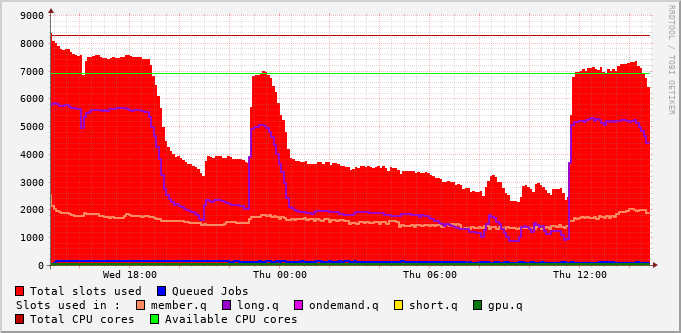 9000
8000
7000
6000
5000
4000
3000
2000
1000
0
Wed 18:00 Thu 00:00 Thu 06:00 Thu 12:00
RRDTOOL / TOBI OETIKER
Total slots used Queued Jobs
Slots used in : member.q long.q ondemand.q short.q gpu.q
Total CPU cores Available CPU cores